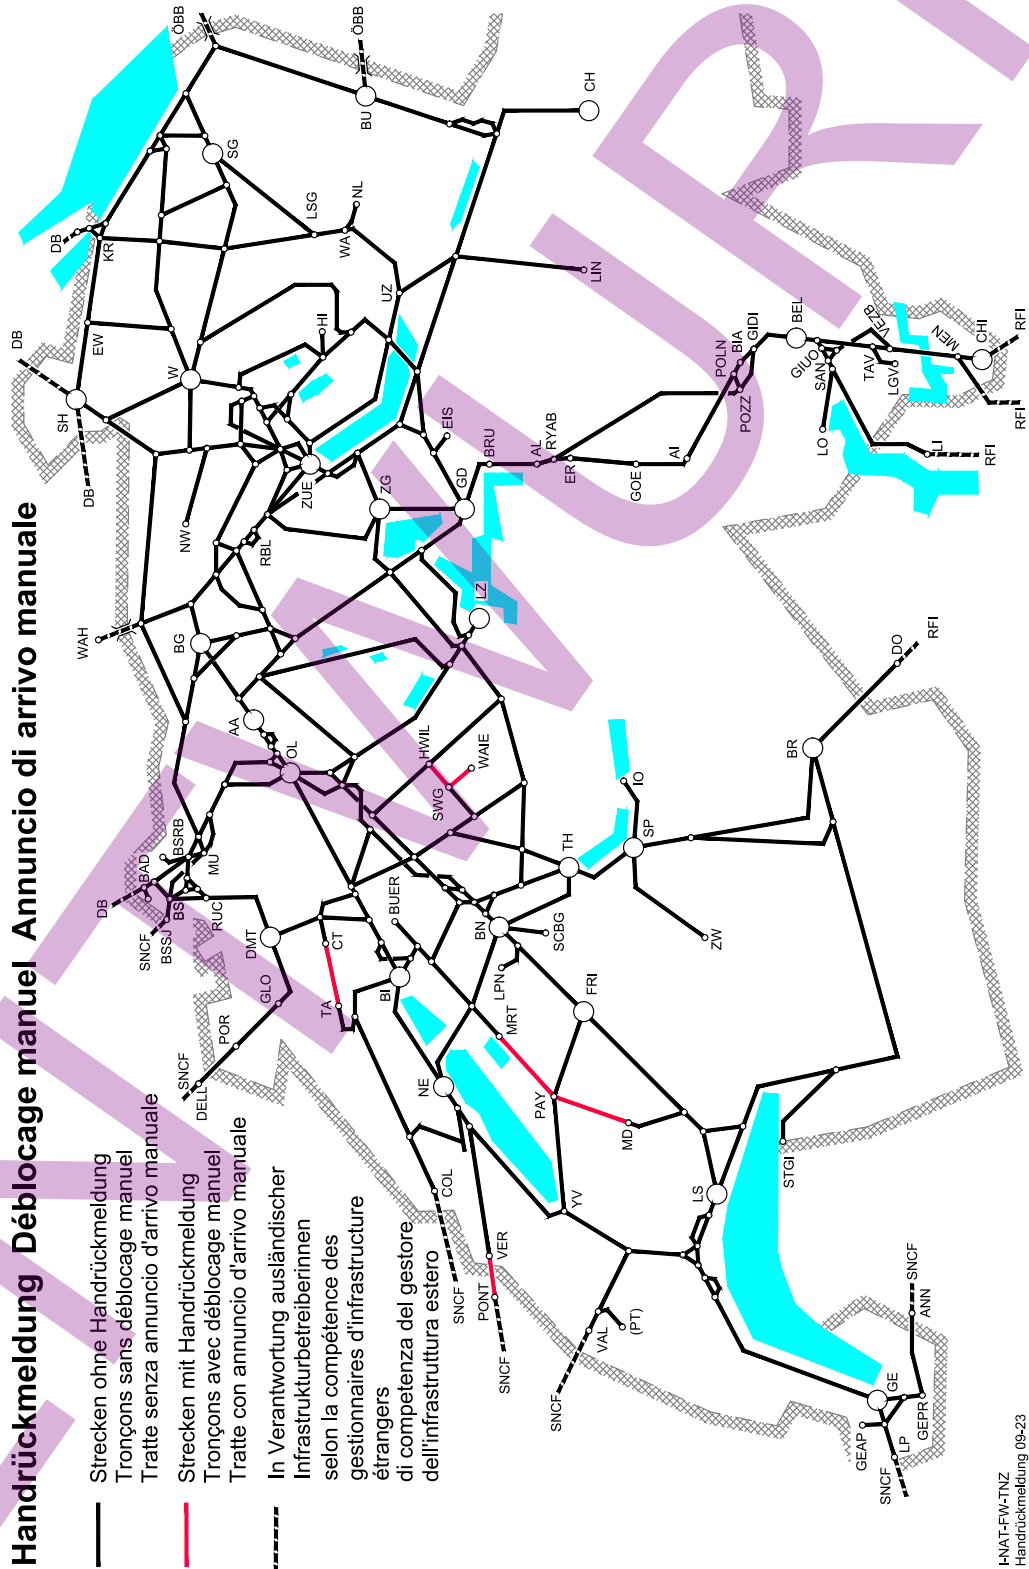 Handrückmeldung Déblocage manuel Annuncio di arrivo manuale
Strecken ohne Handrückmeldung
Tronçons sans déblocage manuel
Tratte senza annuncio d'arrivo manuale
Strecken mit Handrückmeldung
Tronçons avec déblocage manuel
Tratte con annuncio d'arrivo manuale
In Verantwortung ausländischer
Infrastrukturbetreiberinnen
selon la compétence des
gestionnaires d'infrastructure
étrangers
di competenza del gestore
dell'infrastruttura estero
DB
SH
DB
EW
DB
KR
ÖBB
ÖBB
BU
SG
CH
LSG
WA
NL
UZ
LIN
W
HI
WAH
NW
RBL
ZUE
ZG
EIS
GD
BRU
AL
RYAB
ER
GOE
AI
POLN
BIA
GIDI
POZZ
BEL
GIUO
SAN
VEZB
TAV
LGV
MEN
CHI
RFI
RFI
LO
LI
RFI
BG
AA
OL
LZ
HWIL
WAIE
SWG
DB
BAD
BSRB
MU
BS
SNCF
BSSJ
RUC
DMT
GLO
POR
SNCF
DELL
CT
TA
BUER
BI
BN
SCBG
LPN
MRT
FRI
TH
IO
SP
ZW
BR
DO
RFI
NE
PAY
MD
COL
SNCF
VER
PONT
SNCF
YV
LS
STGI
VAL
(PT)
SNCF
GE
GEAP
LP
GEPR
SNCF
ANN
SNCF
I-NAT-FW-TNZ
Handrückmeldung 09-23